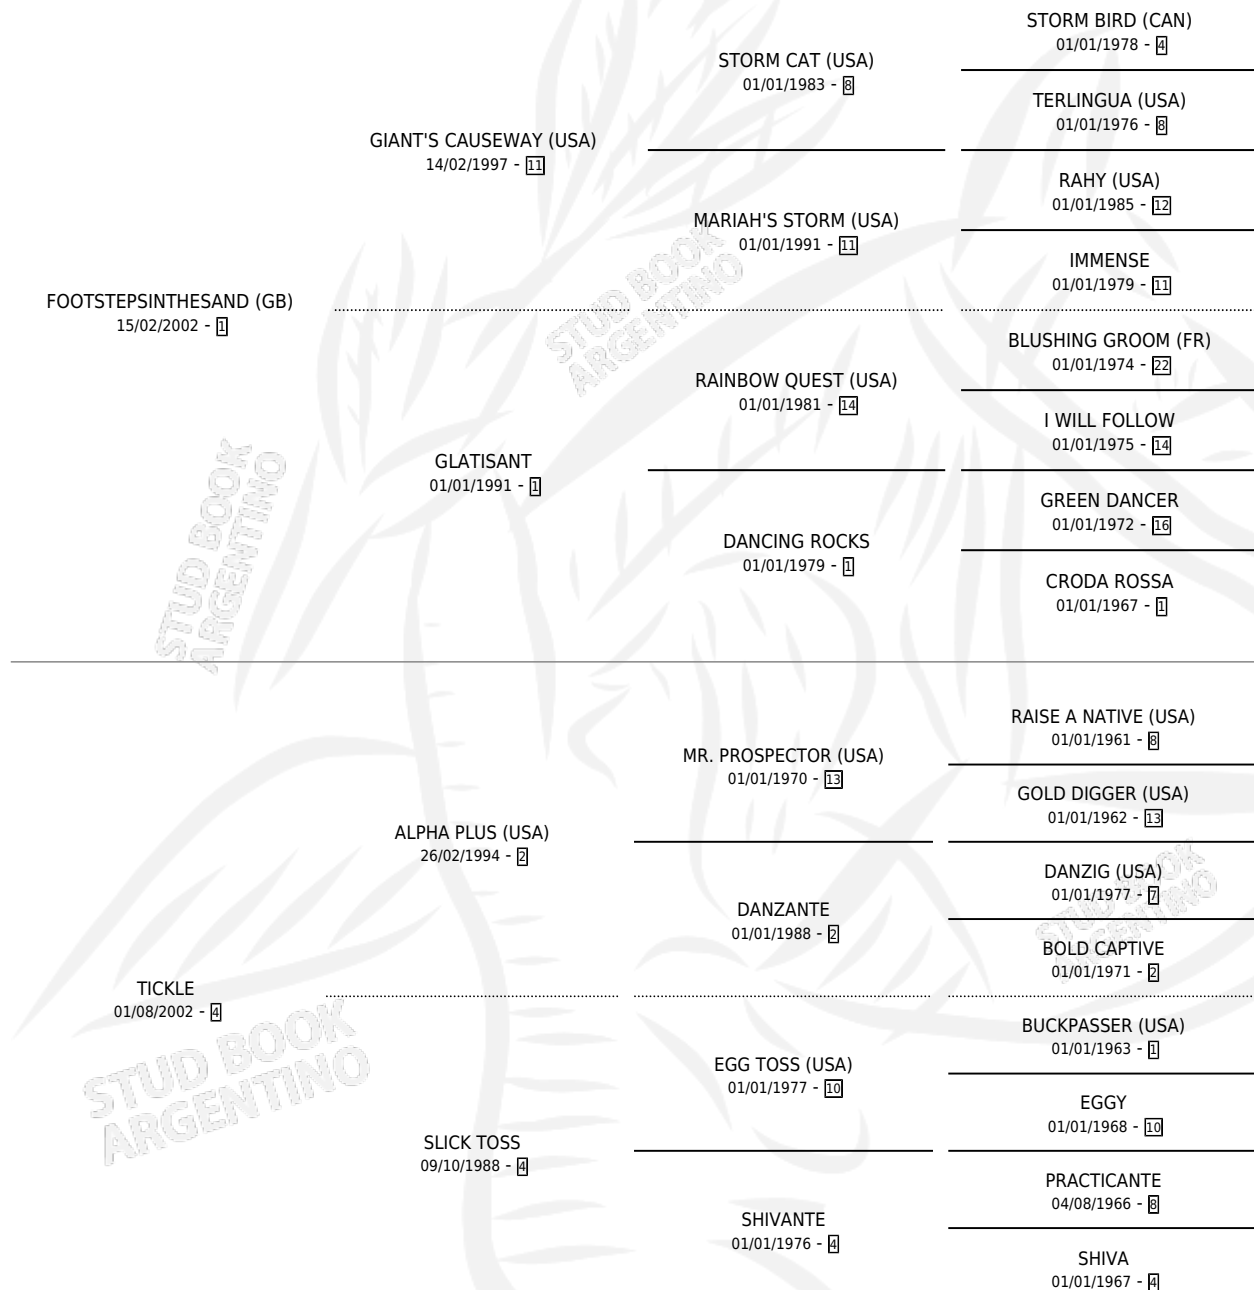 STORM BIRD (CAN)
01/01/1978 - 4
STORM CAT (USA)
01/01/1983 - 8
TERLINGUA (USA)
01/01/1976 - 8
GIANT'S CAUSEWAY (USA)
14/02/1997 - 11
RAHY (USA)
01/01/1985 - 12
MARIAH'S STORM (USA)
01/01/1991 - 11
IMMENSE
01/01/1979 - 11
FOOTSTEPSINTHESAND (GB)
15/02/2002 - 1
BLUSHING GROOM (FR)
01/01/1974 - 22
RAINBOW QUEST (USA)
01/01/1981 - 14
I WILL FOLLOW
01/01/1975 - 14
GLATISANT
01/01/1991 - 1
GREEN DANCER
01/01/1972 - 16
DANCING ROCKS
01/01/1979 - 1
CRODA ROSSA
01/01/1967 - 1
RAISE A NATIVE (USA)
01/01/1961 - 8
MR. PROSPECTOR (USA)
01/01/1970 - 13
GOLD DIGGER (USA)
01/01/1962 - 13
ALPHA PLUS (USA)
26/02/1994 - 2
DANZIG (USA)
01/01/1977 - 7
DANZANTE
01/01/1988 - 2
BOLD CAPTIVE
01/01/1971 - 2
TICKLE
01/08/2002 - 4
BUCKPASSER (USA)
01/01/1963 - 1
EGG TOSS (USA)
01/01/1977 - 10
EGGY
01/01/1968 - 10
SLICK TOSS
09/10/1988 - 4
PRACTICANTE
04/08/1966 - 8
SHIVANTE
01/01/1976 - 4
SHIVA
01/01/1967 - 4
STUD BOOK
ARGENTINO
STUD BOOK
ARGENTINO
STUD BOOK
ARGENTINO
STUD BOOK
ARGENTINO